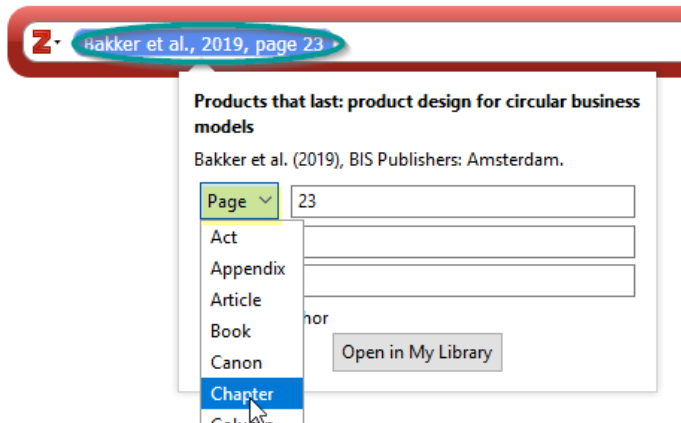 Z
Bakker et al., 2019, page 23
Products that last: product design for circular business
models
Bakker et al. (2019), BIS Publishers: Amsterdam.
Page 23
Act
Appendix
Article
Book
Canon
Open in My Library
Chapter